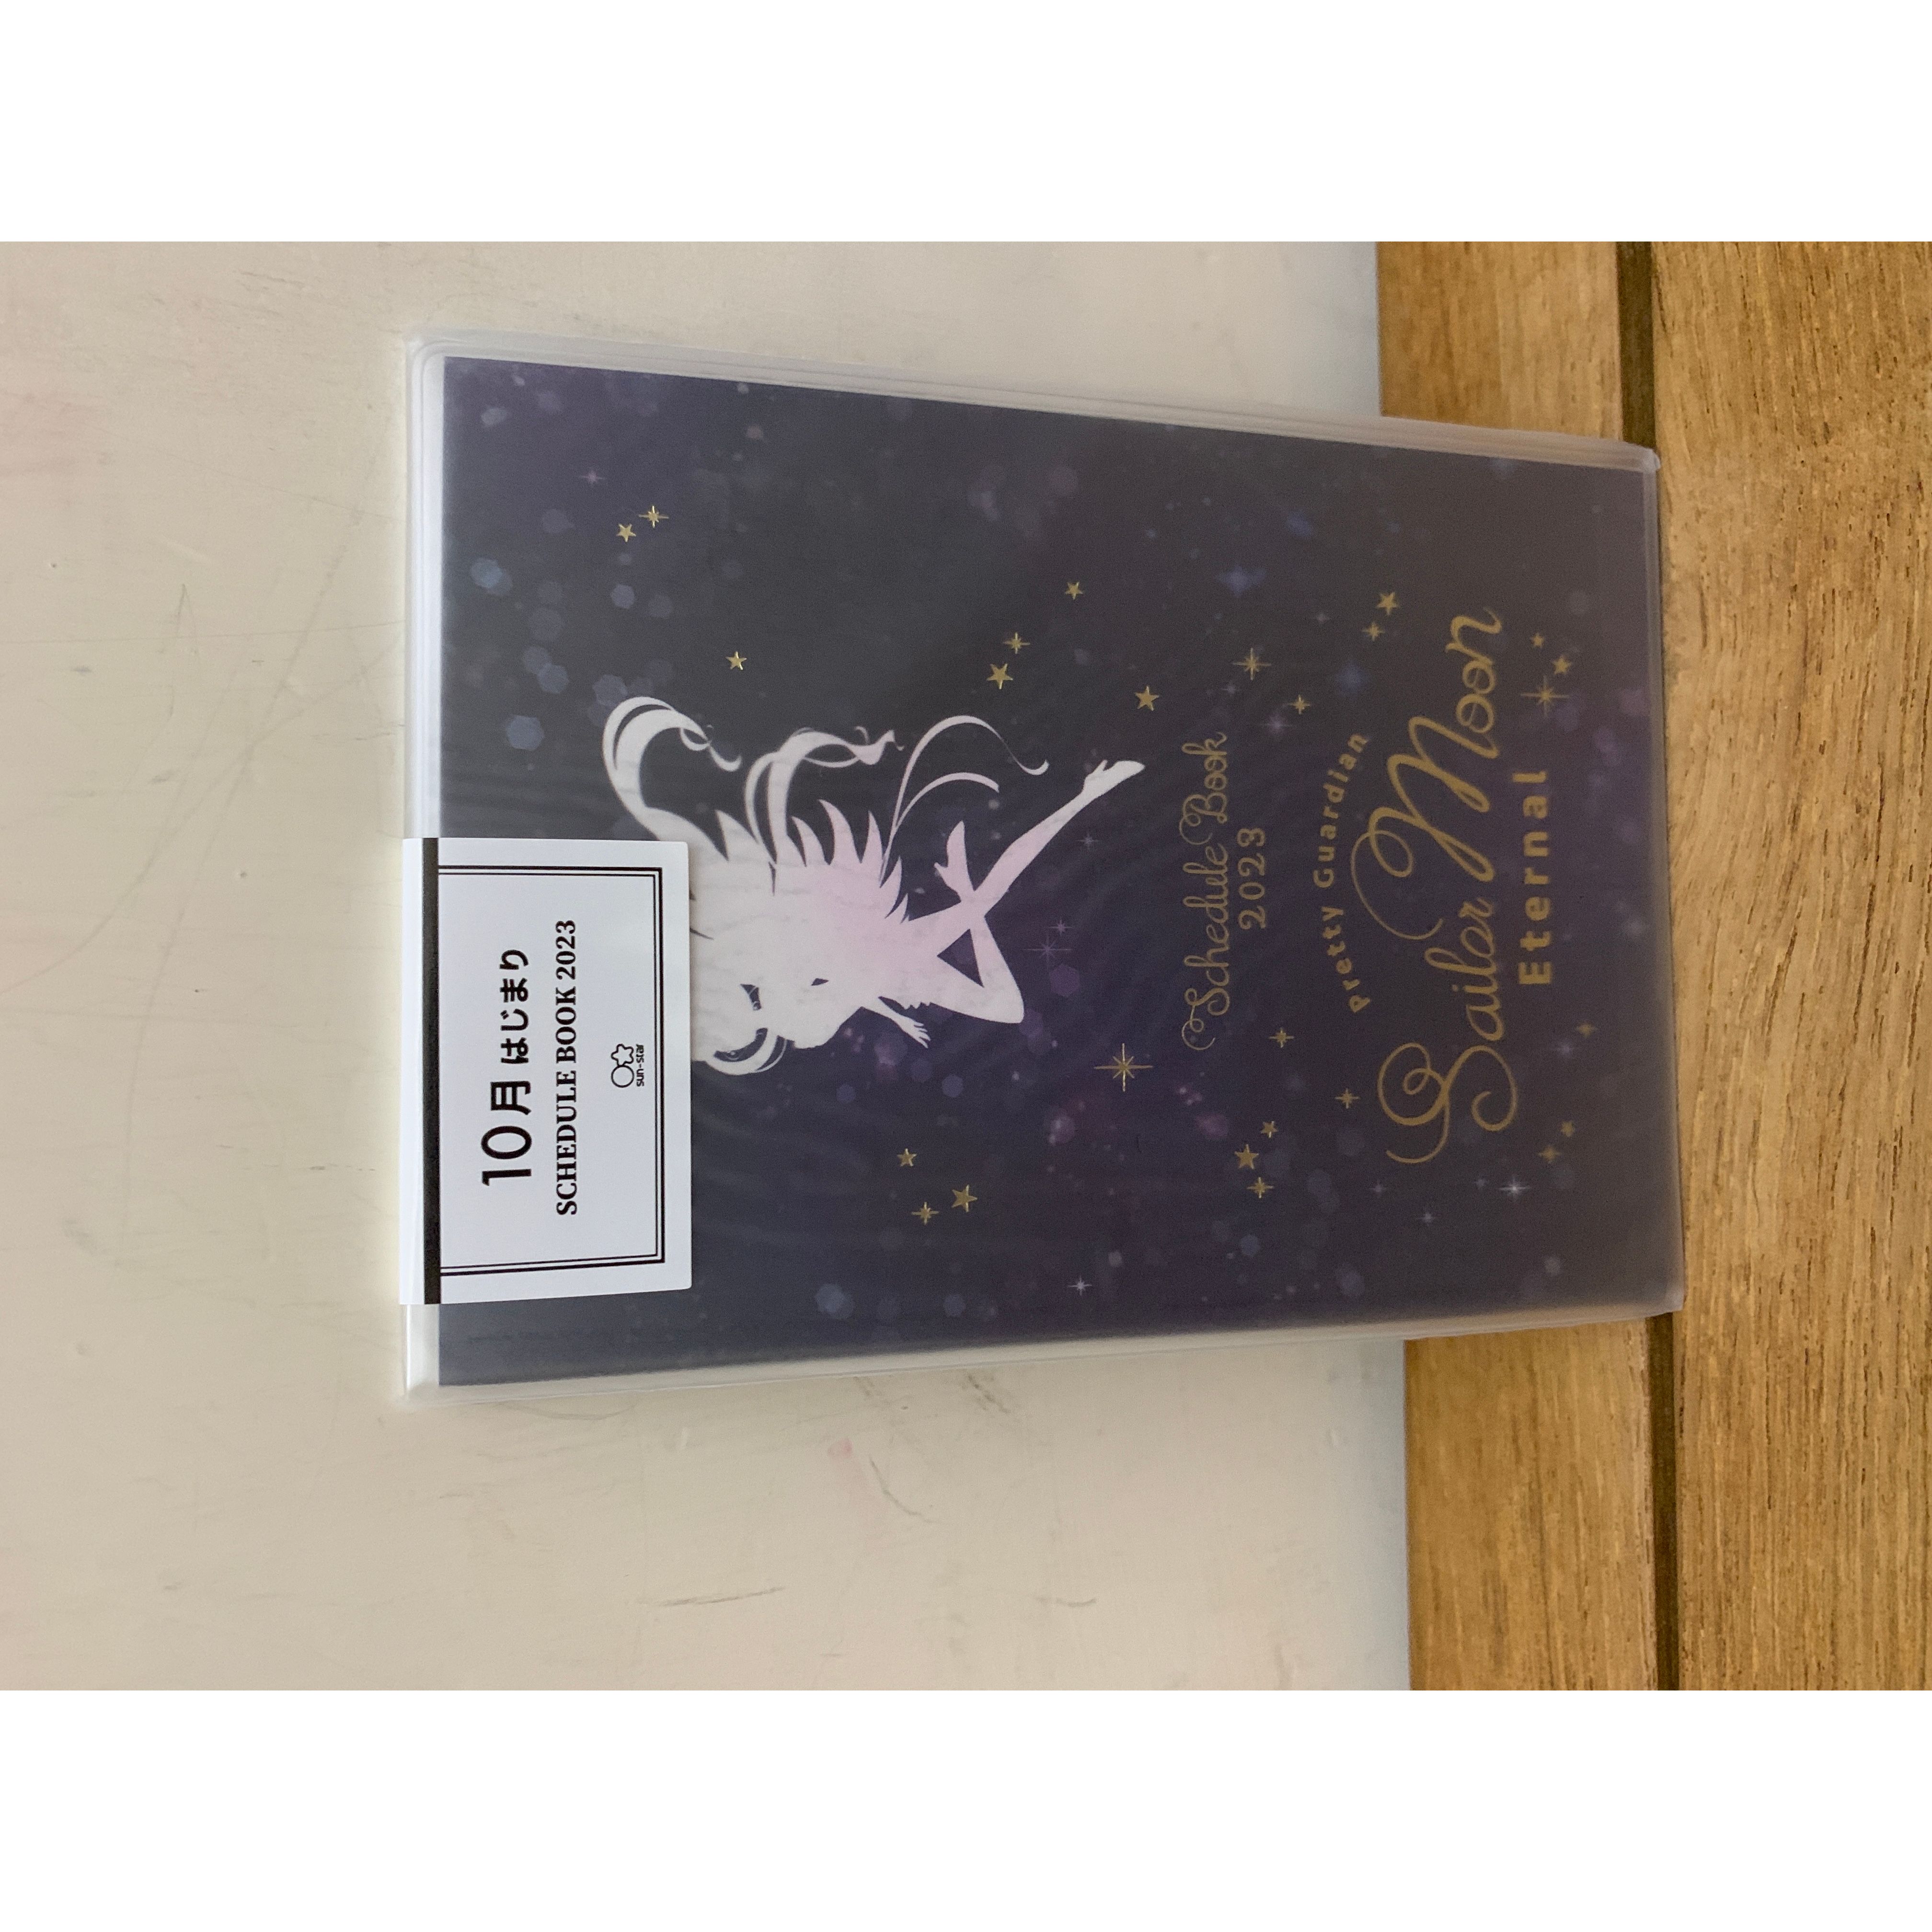 10月はじまり
SCHEDULE BOOK 2023
sun-star
Schedule Book
2023
Pretty Guardian
Sailor Moon
Eternal